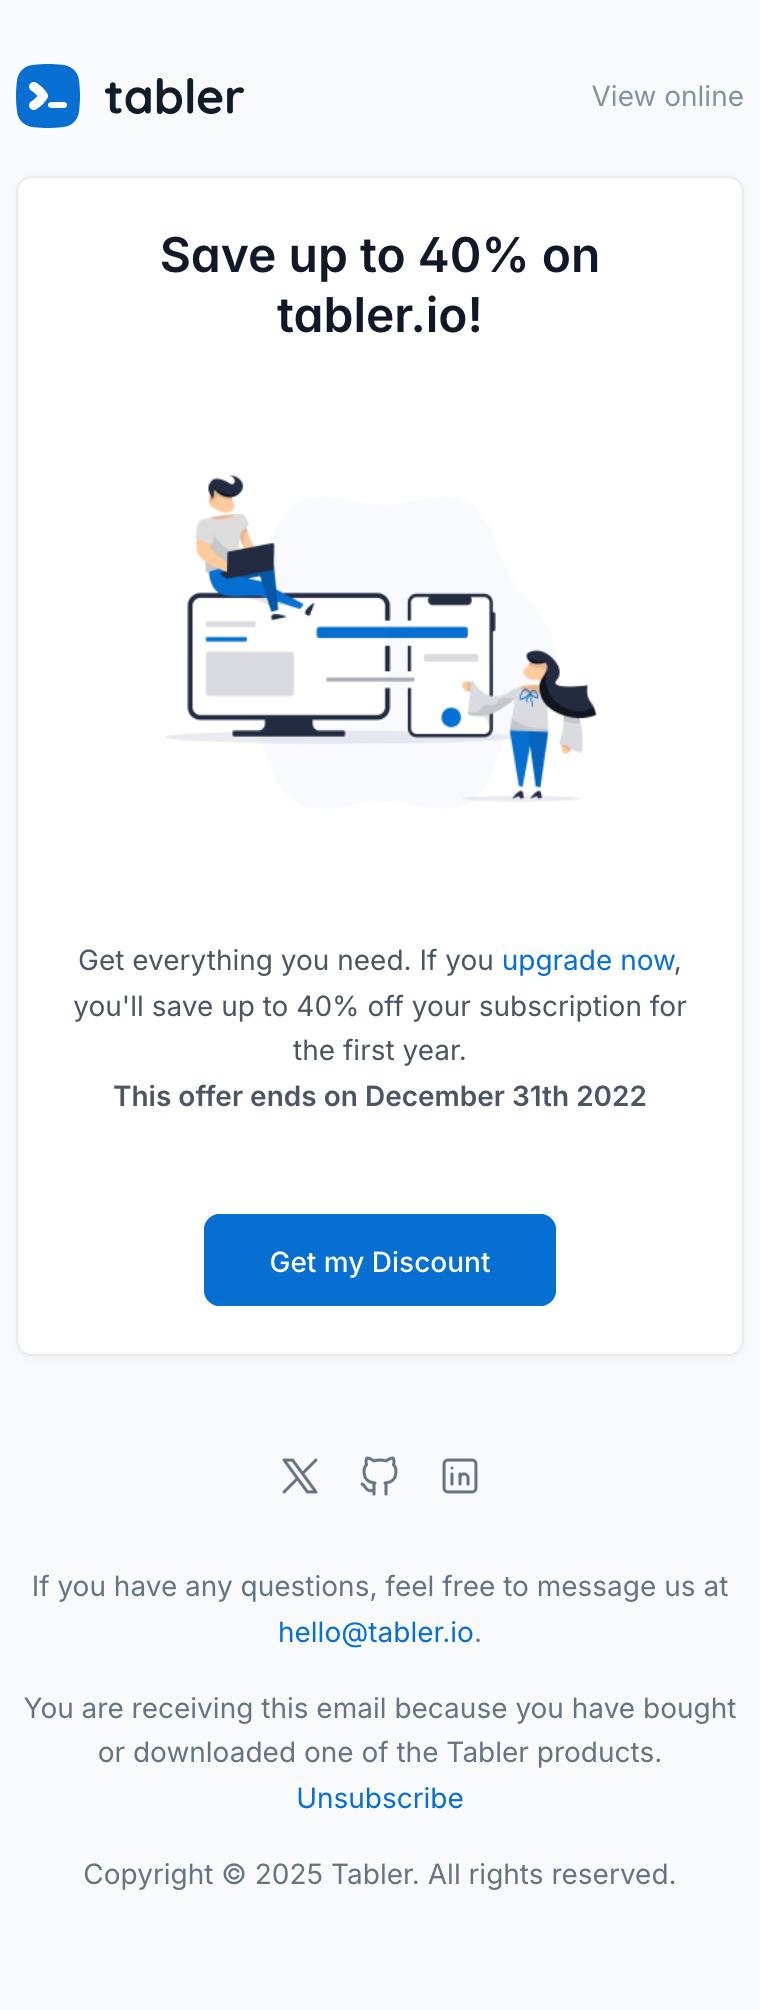 tabler
View online
Save up to 40% on
tabler.io!
Get everything you need. If you upgrade now,
you'll save up to 40% off your subscription for
the first year.
This offer ends on December 31th 2022
Get my Discount
If you have any questions, feel free to message us at
hello@tabler.io.
You are receiving this email because you have bought
or downloaded one of the Tabler products.
Unsubscribe
Copyright © 2025 Tabler. All rights reserved.